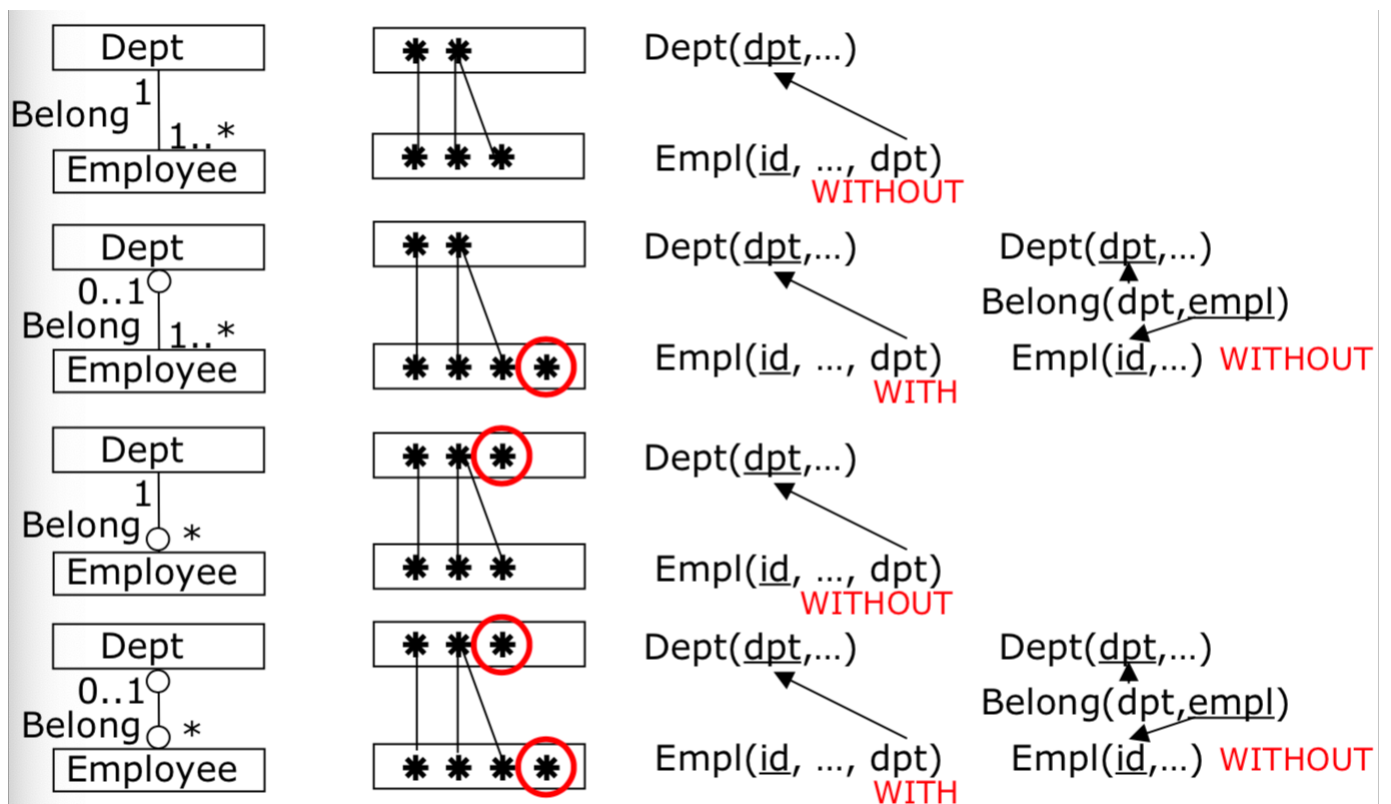 Dept
1
Belong
1..*
Employee
Dept(dpt,...)
Empl(id, ..., dpt)
WITHOUT
Dept
0..1
Belong
1..*
Employee
Dept(dpt,...)
Empl(id, ..., dpt)
WITH
Dept(dpt,...)
Belong(dpt,empl)
Empl(id,...) WITHOUT
Dept
1
Belong *
Employee
Dept(dpt,...)
Empl(id, ..., dpt)
WITHOUT
Dept
0..1
Belong *
Employee
Dept(dpt,...)
Empl(id, ..., dpt)
WITH
Dept(dpt,...)
Belong(dpt,empl)
Empl(id,...) WITHOUT